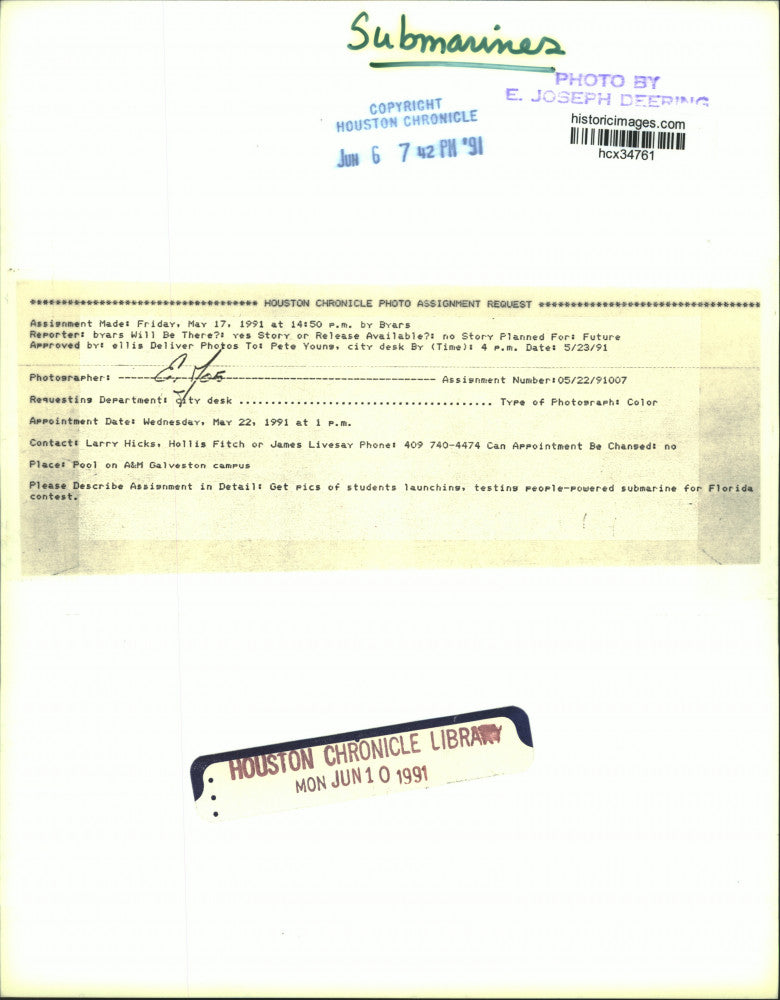 Submarines
PHOTO BY
E. JOSEPH DEERING
COPYRIGHT
HOUSTON CHRONICLE
historicimages.com
JUN 6 7 42 PM '91
hcx34761
************************************ HOUSTON CHRONICLE PHOTO ASSIGNMENT REQUEST ************************************
Assignment Made: Friday, May 17, 1991 at 14:50 p.m. by Byars
Reporter: byars Will Be There?: yes Story or Release Available?: no Story Planned For: Future
Approved by: ellis Deliver Photos To: Pete Young, city desk By (Time): 4 p.m. Date: 5/23/91
Photographer: ------ E. Joe ---------------------------------- Assignment Number:05/22/91007
Requesting Department: city desk ........................................ Type of Photograph: Color
Appointment Date: Wednesday, May 22, 1991 at 1 p.m.
Contact: Larry Hicks, Hollis Fitch or James Livesay Phone: 409 740-4474 Can Appointment Be Changed: no
Place: Pool on A&M Galveston campus
Please Describe Assignment in Detail: Get pics of students launching, testing people-powered submarine for Florida
contest.
HOUSTON CHRONICLE LIBRARY
MON JUN 10 1991